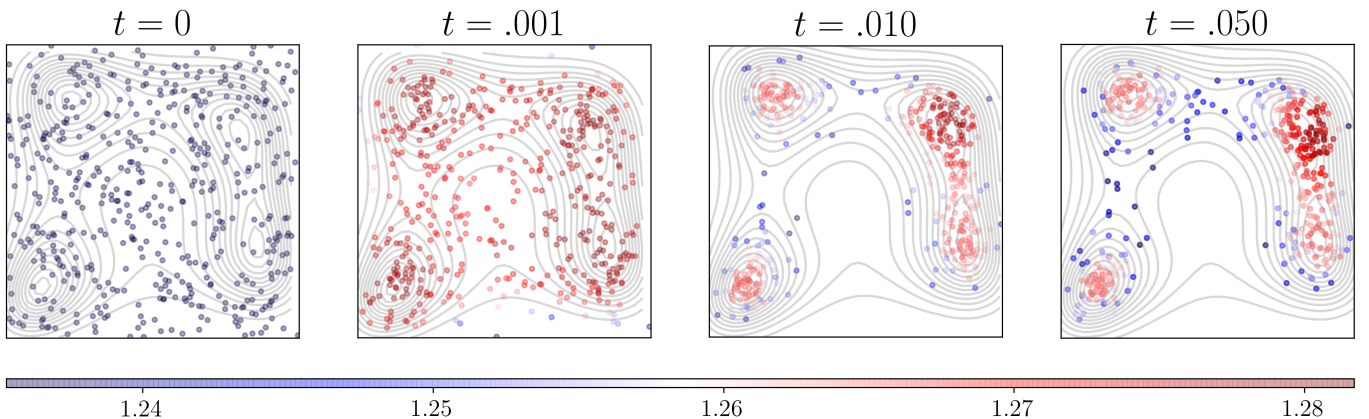 t = 0 t = .001 t = .010 t = .050
1.24 1.25 1.26 1.27 1.28